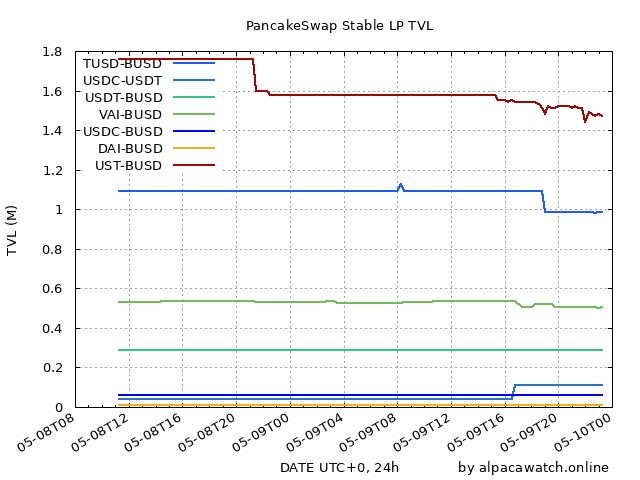 PancakeSwap Stable LP TVL
1.8
1.6
1.4
1.2
1
0.8
0.6
0.4
0.2
0
TVL (M)
TUSD-BUSD
USDC-USDT
USDT-BUSD
VAI-BUSD
USDC-BUSD
DAI-BUSD
UST-BUSD
05-08T08
05-08T12
05-08T16
05-08T20
05-09T00
05-09T04
05-09T08
05-09T12
05-09T16
05-09T20
05-10T00
DATE UTC+0, 24h
by alpacawatch.online